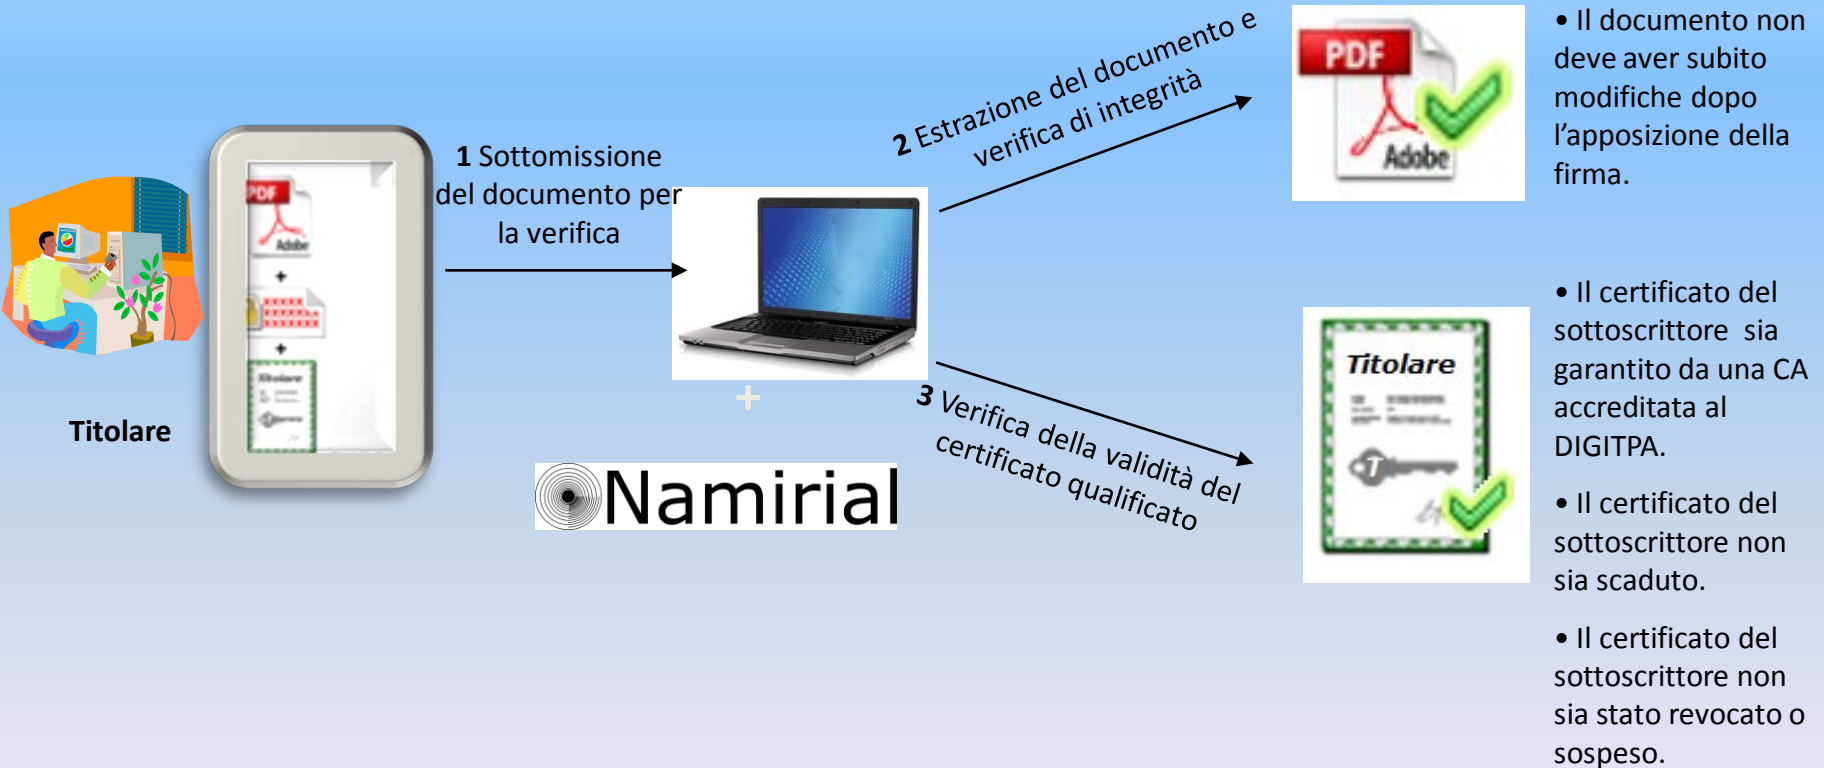 Titolare
PDF
Adobe
+
+
Titolare
1 Sottomissione
del documento per
la verifica
+
Namirial
2 Estrazione del documento e
verifica di integrità
3 Verifica della validità del
certificato qualificato
PDF
Adobe
Titolare
T
• Il documento non
deve aver subito
modifiche dopo
l'apposizione della
firma.
• Il certificato del
sottoscrittore  sia
garantito da una CA
accreditata al
DIGITPA.
• Il certificato del
sottoscrittore non
sia scaduto.
• Il certificato del
sottoscrittore non
sia stato revocato o
sospeso.